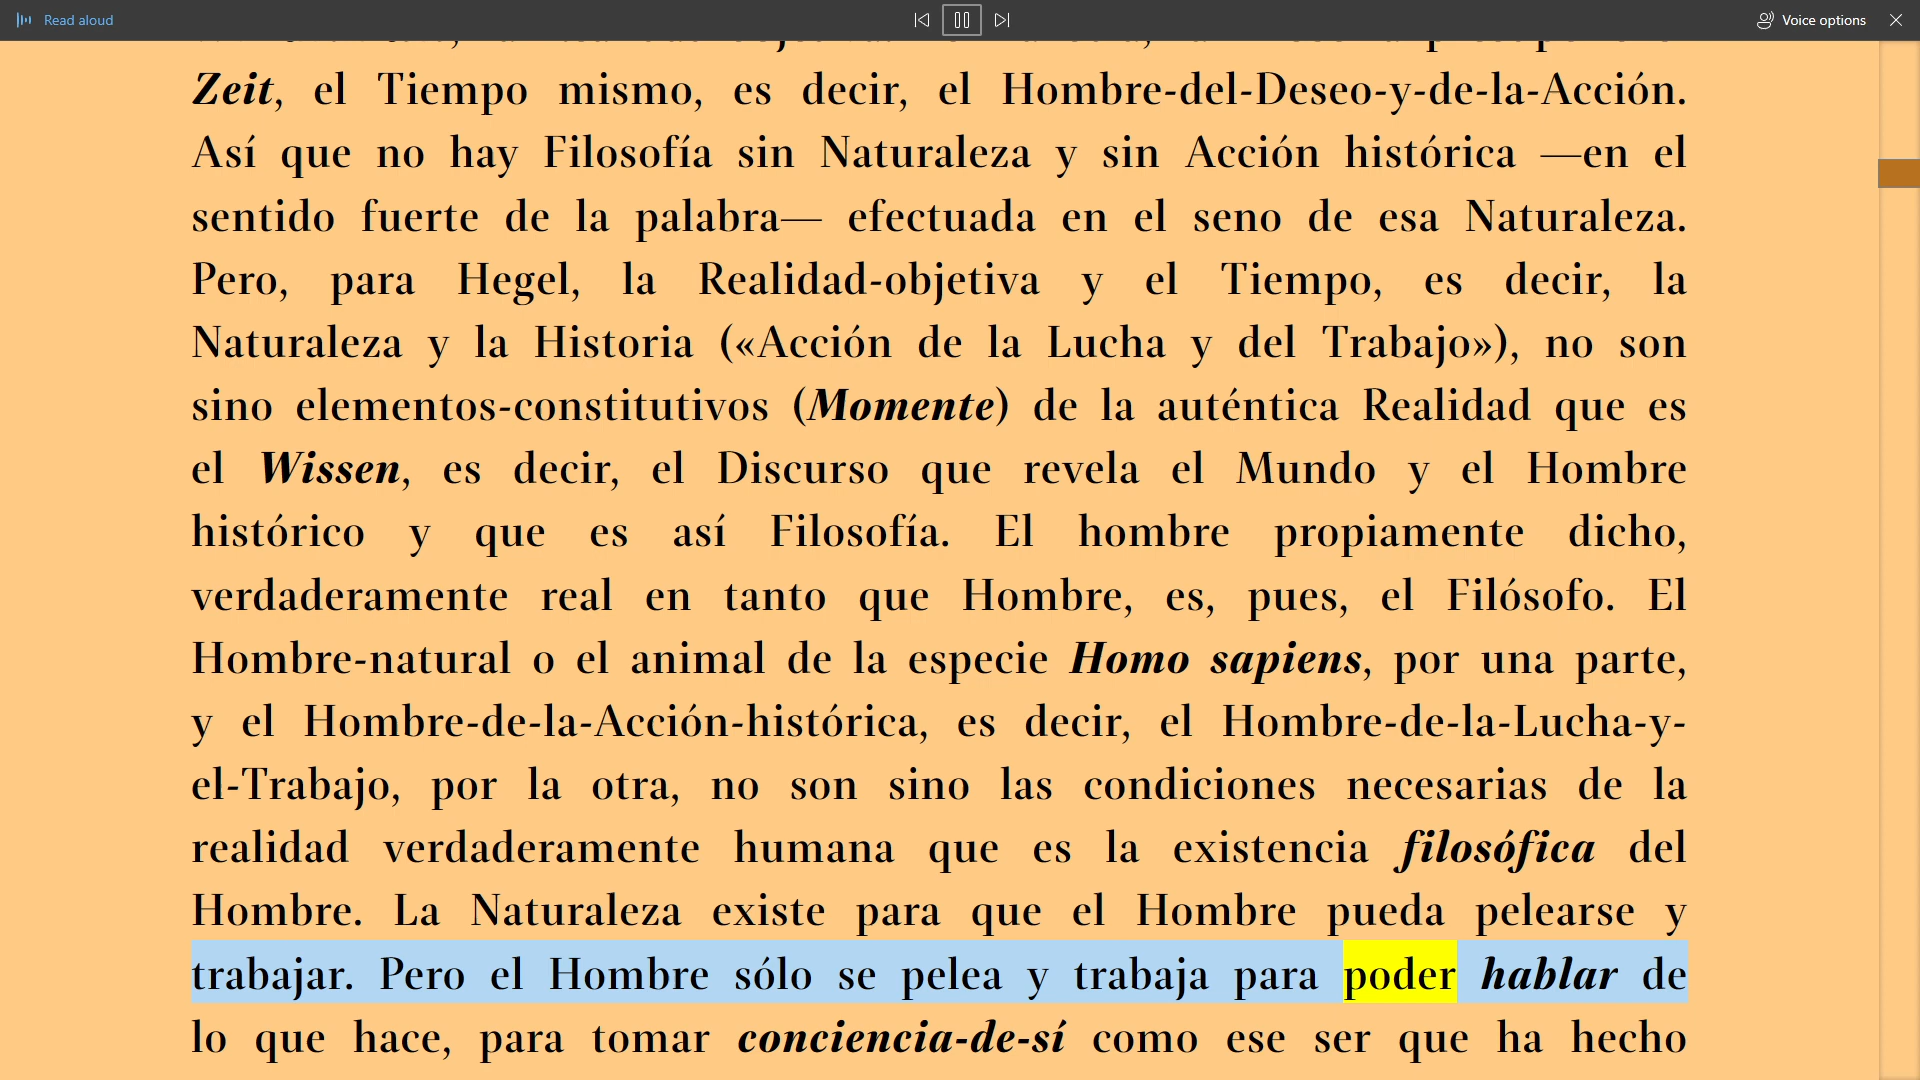 Read aloud
Voice options
Zeit, el Tiempo mismo, es decir, el Hombre-del-Deseo-y-de-la-Acción.
Así que no hay Filosofía sin Naturaleza y sin Acción histórica —en el
sentido fuerte de la palabra— efectuada en el seno de esa Naturaleza.
Pero, para Hegel, la Realidad-objetiva y el Tiempo, es decir, la
Naturaleza y la Historia («Acción de la Lucha y del Trabajo»), no son
sino elementos-constitutivos (Momente) de la auténtica Realidad que es
el Wissen, es decir, el Discurso que revela el Mundo y el Hombre
histórico y que es así Filosofía. El hombre propiamente dicho,
verdaderamente real en tanto que Hombre, es, pues, el Filósofo. El
Hombre-natural o el animal de la especie Homo sapiens, por una parte,
y el Hombre-de-la-Acción-histórica, es decir, el Hombre-de-la-Lucha-y-
el-Trabajo, por la otra, no son sino las condiciones necesarias de la
realidad verdaderamente humana que es la existencia filosófica del
Hombre. La Naturaleza existe para que el Hombre pueda pelearse y
trabajar. Pero el Hombre sólo se pelea y trabaja para poder hablar de
lo que hace, para tomar conciencia-de-sí como ese ser que ha hecho